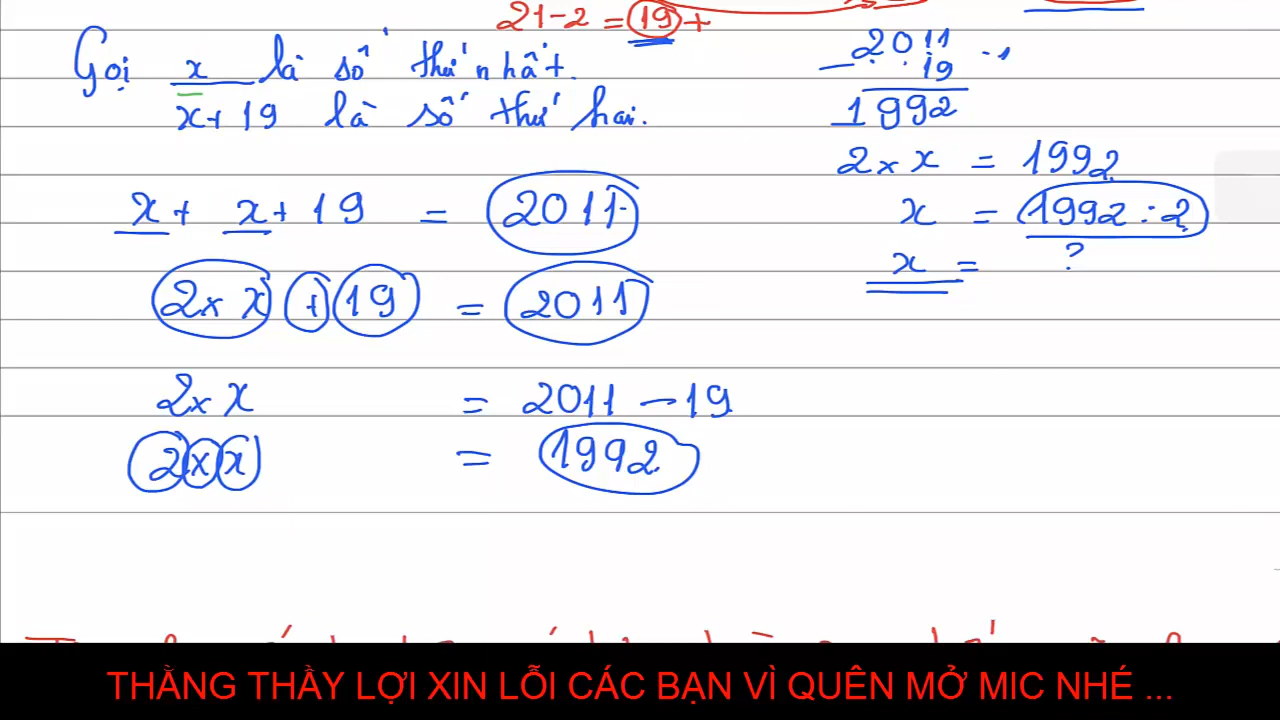 21-2 = 19 +
Gọi x là số thứ nhất.
x + 19 là số thứ hai.
x + x + 19 = 2011
2 x x + 19 = 2011
2 x x = 2011 - 19
2 x x = 1992
2011
- 19
1992
2 x x = 1992
x = 1992 : 2
x = ?
THẰNG THẦY LỢI XIN LỖI CÁC BẠN VÌ QUÊN MỞ MIC NHÉ ...